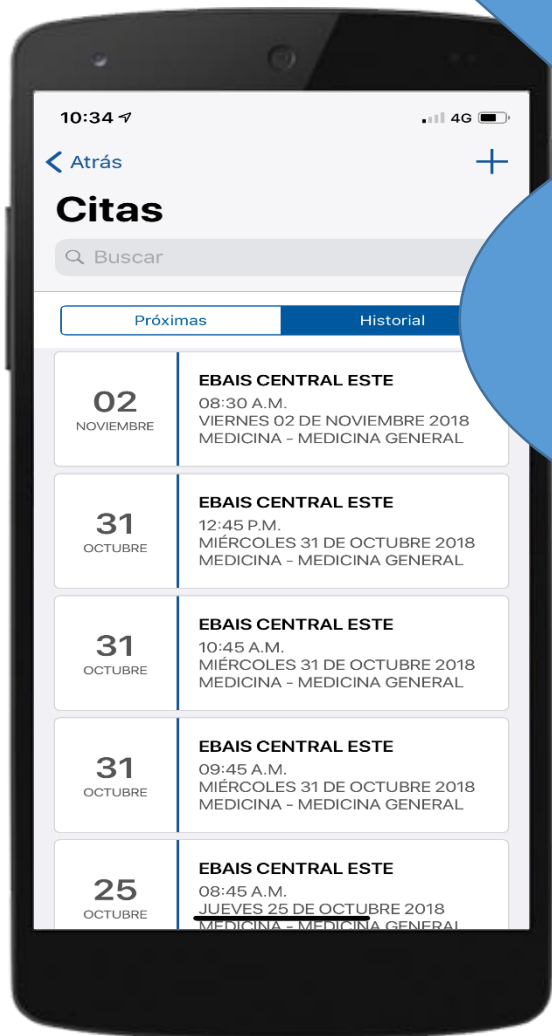 10:34
4G
Atrás
Citas
Buscar
Próximas
Historial
02
NOVIEMBRE
EBAIS CENTRAL ESTE
08:30 A.M.
VIERNES 02 DE NOVIEMBRE 2018
MEDICINA - MEDICINA GENERAL
31
OCTUBRE
EBAIS CENTRAL ESTE
12:45 P.M.
MIÉRCOLES 31 DE OCTUBRE 2018
MEDICINA - MEDICINA GENERAL
31
OCTUBRE
EBAIS CENTRAL ESTE
10:45 A.M.
MIÉRCOLES 31 DE OCTUBRE 2018
MEDICINA - MEDICINA GENERAL
31
OCTUBRE
EBAIS CENTRAL ESTE
09:45 A.M.
MIÉRCOLES 31 DE OCTUBRE 2018
MEDICINA - MEDICINA GENERAL
25
OCTUBRE
EBAIS CENTRAL ESTE
08:45 A.M.
JUEVES 25 DE OCTUBRE 2018
MEDICINA - MEDICINA GENERAL